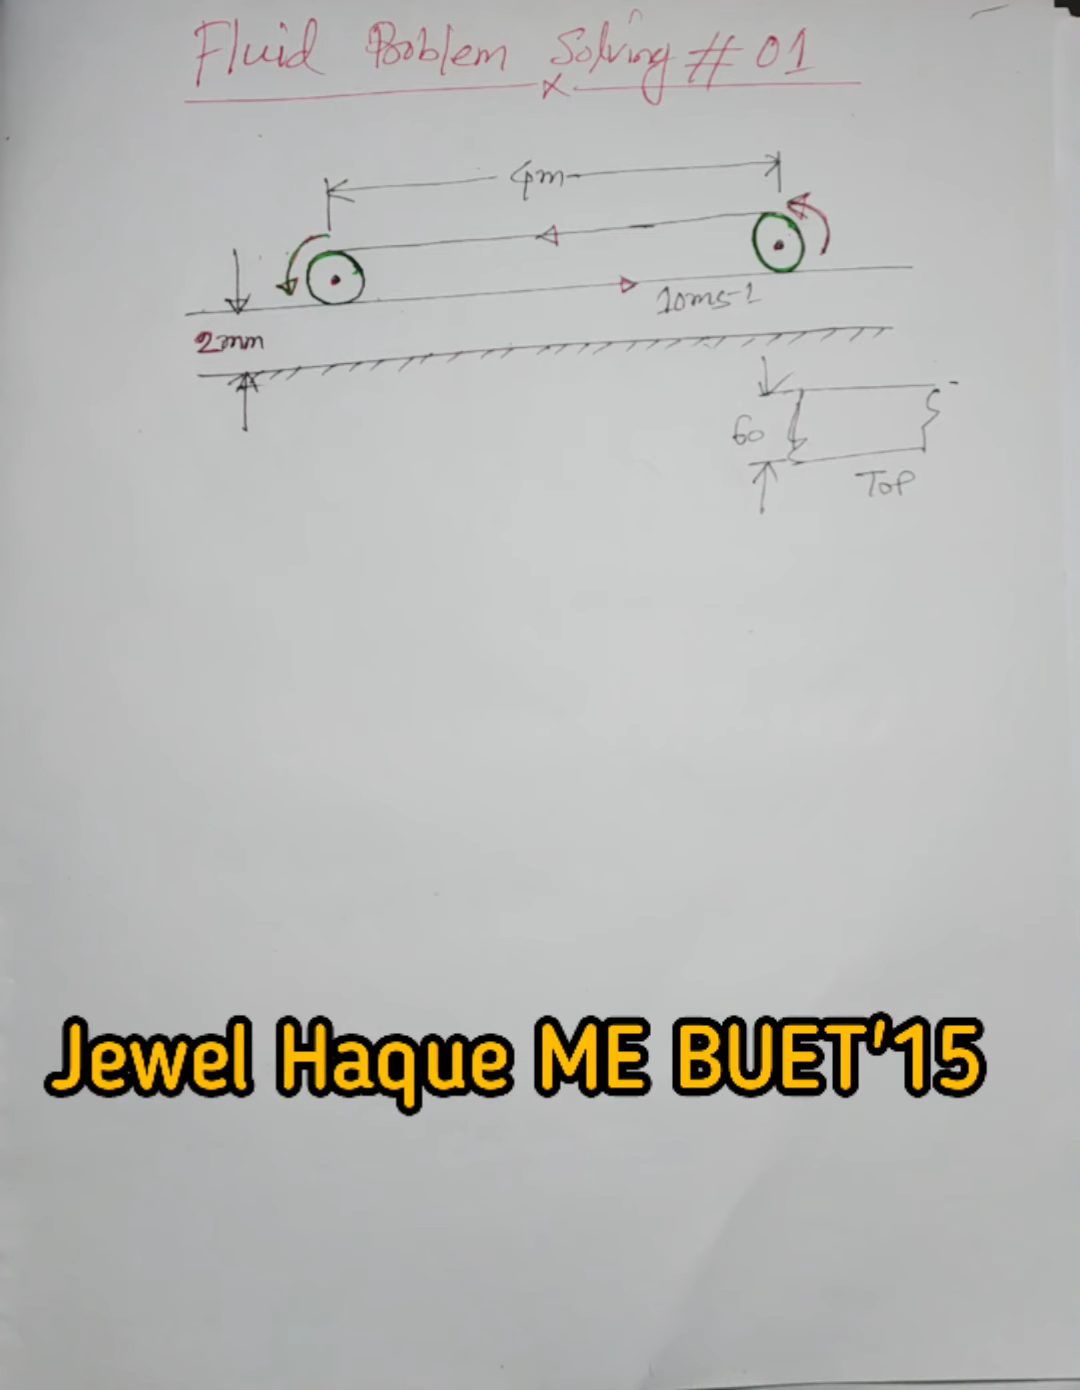 Fluid Problem Solving # 01
4m
10ms-1
2mm
60
TOP
Jewel Haque ME BUET'15